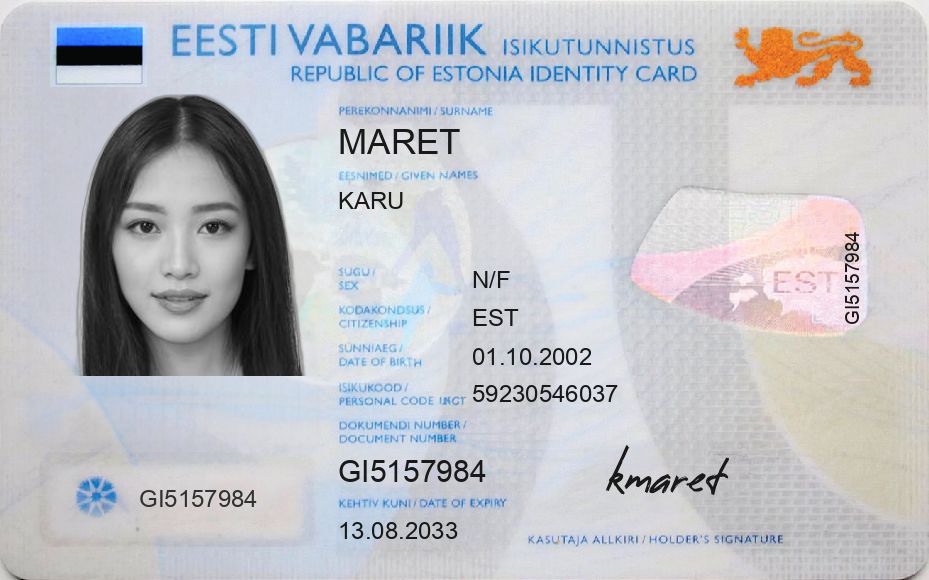 EESTI VABARIIK ISIKUTUNNISTUS
REPUBLIC OF ESTONIA IDENTITY CARD
PEREKONNANIMI / SURNAME
MARET
EESNIMED / GIVEN NAMES
KARU
SUGU /
SEX
N/F
KODAKONDSUS /
CITIZENSHIP
EST
SÜNNIAEG /
DATE OF BIRTH
01.10.2002
ISIKUKOOD /
PERSONAL CODE
59230546037
DOKUMENDI NUMBER /
DOCUMENT NUMBER
GI5157984
KEHTIV KUNI / DATE OF EXPIRY
13.08.2033
GI5157984
EST
GI5157984
kmaret
KASUTAJA ALLKIRI / HOLDER'S SIGNATURE